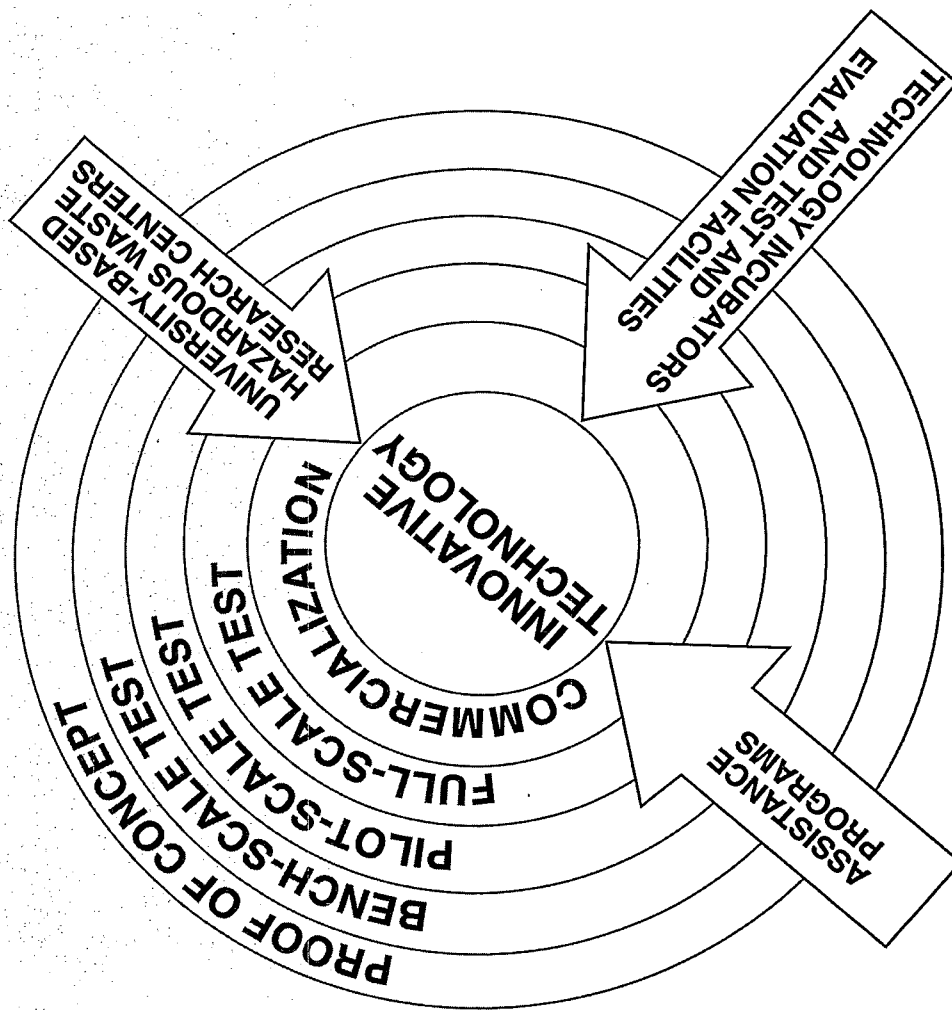 PROOF OF CONCEPT
BENCH-SCALE TEST
PILOT-SCALE TEST
FULL-SCALE TEST
COMMERCIALIZATION
INNOVATIVE
TECHNOLOGY
ASSISTANCE
PROGRAMS
UNIVERSITY-BASED
HAZARDOUS WASTE
RESEARCH CENTERS
TECHNOLOGY INCUBATORS
AND TEST AND
EVALUATION FACILITIES